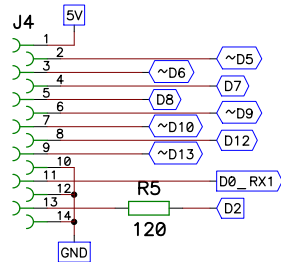 J4 5V
1
2 ~D5
3 ~D6
4 D7
5 D8
6 ~D9
7 ~D10
8 D12
9 ~D13
10
11 D0_RX1
12 R5
13 D2
14 120
GND